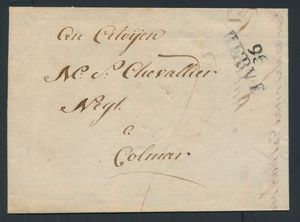 Au Citoyen
N. S. Chevallier
Negt.
a
Colmar
96
HERVE